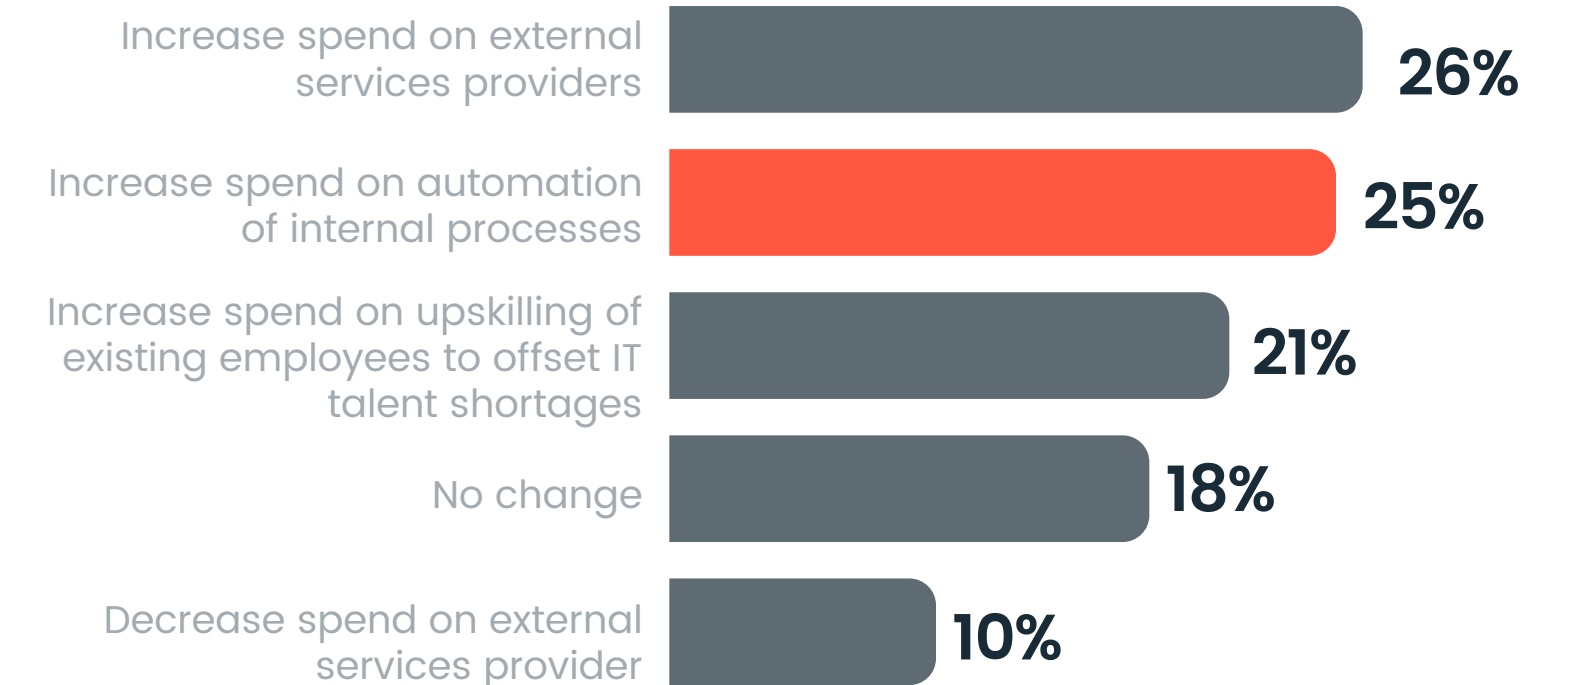 Increase spend on external
services providers
26%
Increase spend on automation
of internal processes
25%
Increase spend on upskilling of
existing employees to offset IT
talent shortages
21%
No change
18%
Decrease spend on external
services provider
10%